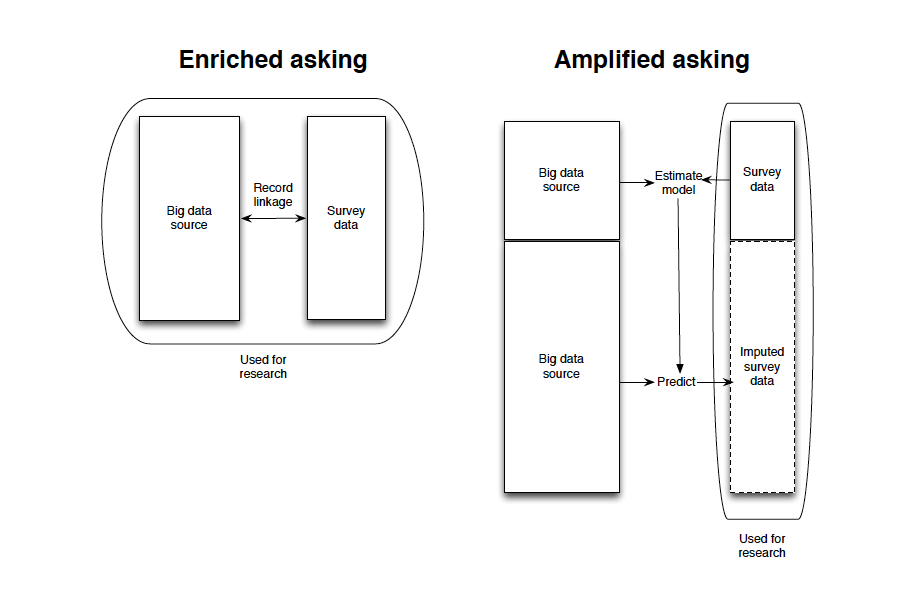 Enriched asking
Big data
source
Record
linkage
Survey
data
Used for
research
Amplified asking
Big data
source
Estimate
model
Survey
data
Big data
source
Predict
Imputed
survey
data
Used for
research